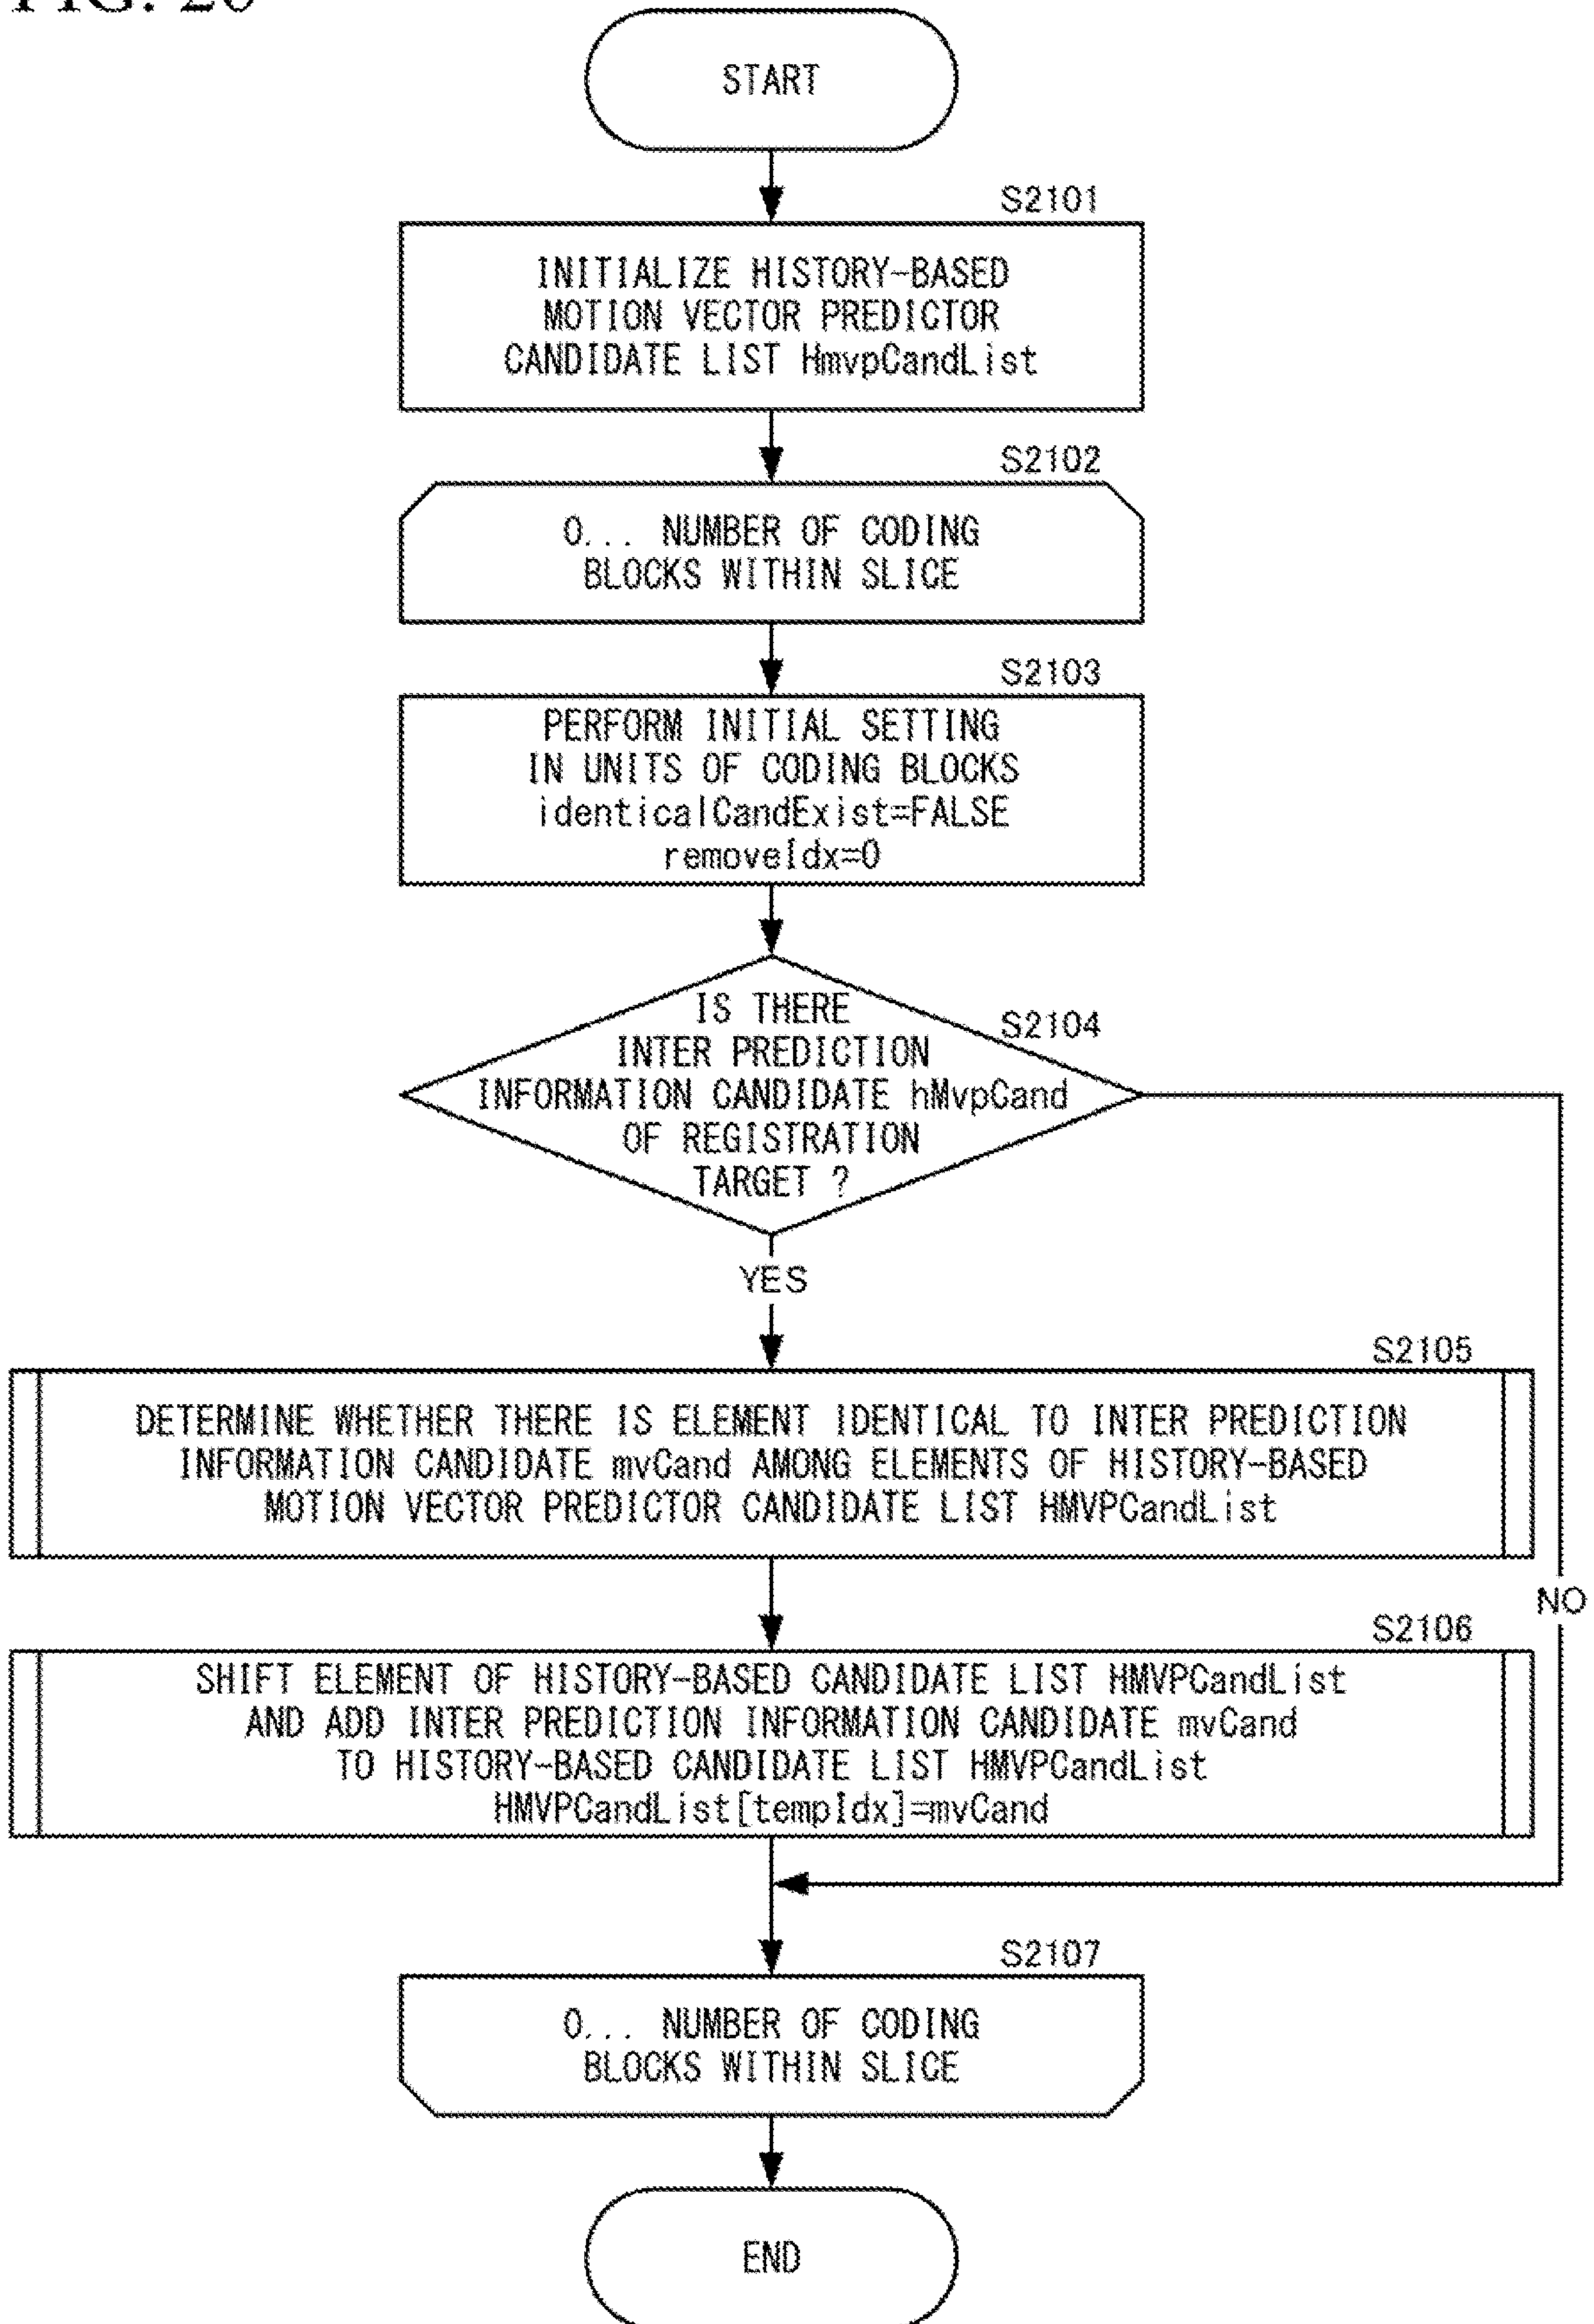 FIG. 26
START
S2101
INITIALIZE HISTORY-BASED
MOTION VECTOR PREDICTOR
CANDIDATE LIST HmvpCandList
S2102
0... NUMBER OF CODING
BLOCKS WITHIN SLICE
S2103
PERFORM INITIAL SETTING
IN UNITS OF CODING BLOCKS
identicalCandExist=FALSE
removeIdx=0
S2104
IS THERE
INTER PREDICTION
INFORMATION CANDIDATE hMvpCand
OF REGISTRATION
TARGET ?
YES
S2105
DETERMINE WHETHER THERE IS ELEMENT IDENTICAL TO INTER PREDICTION
INFORMATION CANDIDATE mvCand AMONG ELEMENTS OF HISTORY-BASED
MOTION VECTOR PREDICTOR CANDIDATE LIST HMVPCandList
NO
S2106
SHIFT ELEMENT OF HISTORY-BASED CANDIDATE LIST HMVPCandList
AND ADD INTER PREDICTION INFORMATION CANDIDATE mvCand
TO HISTORY-BASED CANDIDATE LIST HMVPCandList
HMVPCandList[tempIdx]=mvCand
S2107
0... NUMBER OF CODING
BLOCKS WITHIN SLICE
END